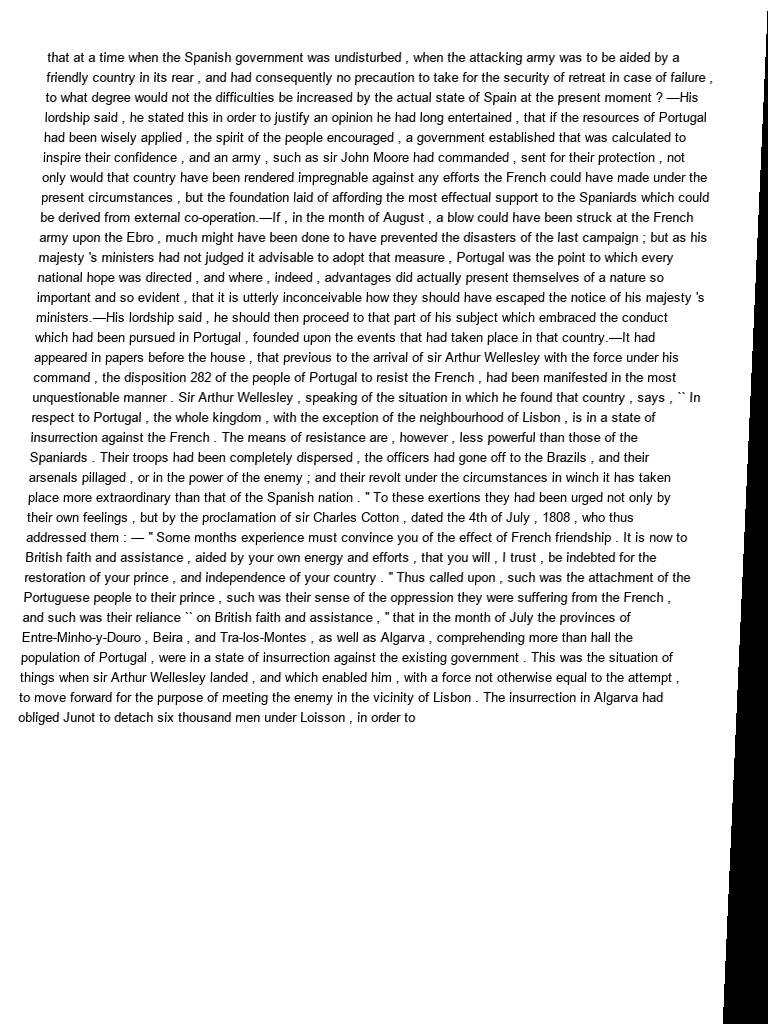 that at a time when the Spanish government was undisturbed , when the attacking army was to be aided by a
friendly country in its rear , and had consequently no precaution to take for the security of retreat in case of failure ,
to what degree would not the difficulties be increased by the actual state of Spain at the present moment ? —His
lordship said , he stated this in order to justify an opinion he had long entertained , that if the resources of Portugal
had been wisely applied , the spirit of the people encouraged , a government established that was calculated to
inspire their confidence , and an army , such as sir John Moore had commanded , sent for their protection , not
only would that country have been rendered impregnable against any efforts the French could have made under the
present circumstances , but the foundation laid of affording the most effectual support to the Spaniards which could
be derived from external co-operation.—If , in the month of August , a blow could have been struck at the French
army upon the Ebro , much might have been done to have prevented the disasters of the last campaign ; but as his
majesty 's ministers had not judged it advisable to adopt that measure , Portugal was the point to which every
national hope was directed , and where , indeed , advantages did actually present themselves of a nature so
important and so evident , that it is utterly inconceivable how they should have escaped the notice of his majesty 's
ministers.—His lordship said , he should then proceed to that part of his subject which embraced the conduct
which had been pursued in Portugal , founded upon the events that had taken place in that country.—It had
appeared in papers before the house , that previous to the arrival of sir Arthur Wellesley with the force under his
command , the disposition 282 of the people of Portugal to resist the French , had been manifested in the most
unquestionable manner . Sir Arthur Wellesley , speaking of the situation in which he found that country , says , `` In
respect to Portugal , the whole kingdom , with the exception of the neighbourhood of Lisbon , is in a state of
insurrection against the French . The means of resistance are , however , less powerful than those of the
Spaniards . Their troops had been completely dispersed , the officers had gone off to the Brazils , and their
arsenals pillaged , or in the power of the enemy ; and their revolt under the circumstances in winch it has taken
place more extraordinary than that of the Spanish nation . " To these exertions they had been urged not only by
their own feelings , but by the proclamation of sir Charles Cotton , dated the 4th of July , 1808 , who thus
addressed them : — " Some months experience must convince you of the effect of French friendship . It is now to
British faith and assistance , aided by your own energy and efforts , that you will , I trust , be indebted for the
restoration of your prince , and independence of your country . " Thus called upon , such was the attachment of the
Portuguese people to their prince , such was their sense of the oppression they were suffering from the French ,
and such was their reliance `` on British faith and assistance , " that in the month of July the provinces of
Entre-Minho-y-Douro , Beira , and Tra-los-Montes , as well as Algarva , comprehending more than hall the
population of Portugal , were in a state of insurrection against the existing government . This was the situation of
things when sir Arthur Wellesley landed , and which enabled him , with a force not otherwise equal to the attempt ,
to move forward for the purpose of meeting the enemy in the vicinity of Lisbon . The insurrection in Algarva had
obliged Junot to detach six thousand men under Loisson , in order to